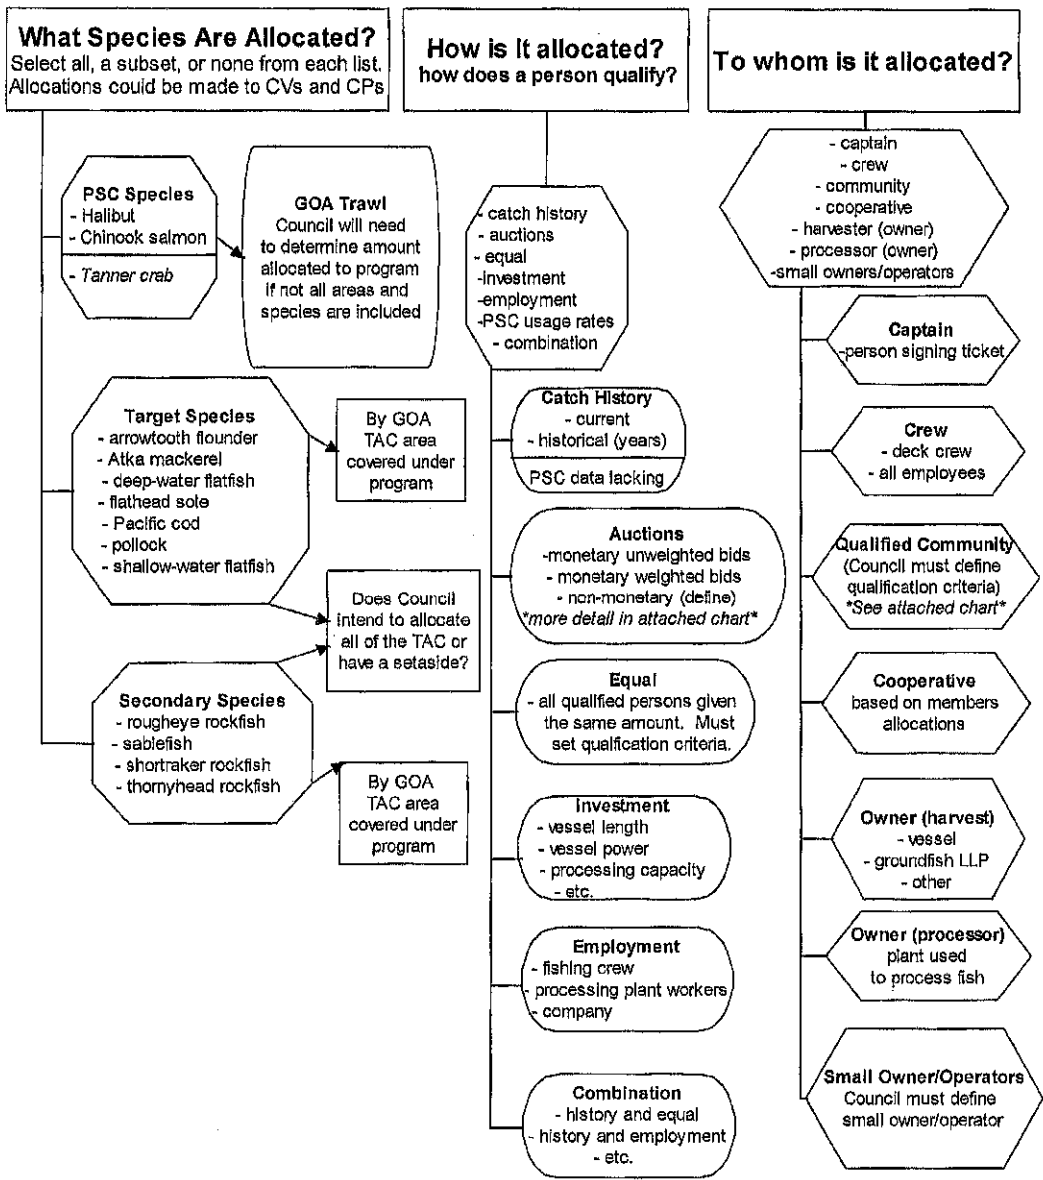 What Species Are Allocated?
Select all, a subset, or none from each list.
Allocations could be made to CVs and CPs
PSC Species
- Halibut
- Chinook salmon
- Tanner crab
GOA Trawl
Council will need
to determine amount
allocated to program
if not all areas and
species are included
Target Species
- arrowtooth flounder
- Atka mackerel
- deep-water flatfish
- flathead sole
- Pacific cod
- pollock
- shallow-water flatfish
By GOA
TAC area
covered under
program
Does Council
intend to allocate
all of the TAC or
have a setaside?
Secondary Species
- rougheye rockfish
- sablefish
- shortraker rockfish
- thornyhead rockfish
By GOA
TAC area
covered under
program
How is It allocated?
how does a person qualify?
- catch history
- auctions
- equal
-investment
-employment
-PSC usage rates
- combination
Catch History
- current
- historical (years)
PSC data lacking
Auctions
-monetary unweighted bids
- monetary weighted bids
- non-monetary (define)
*more detail in attached chart*
Equal
- all qualified persons given
the same amount. Must
set qualfication criteria.
Investment
- vessel length
- vessel power
- processing capacity
- etc.
Employment
- fishing crew
- processing plant workers
- company
Combination
- history and equal
- history and employment
- etc.
To whom is it allocated?
- captain
- crew
- community
- cooperative
- harvester (owner)
- processor (owner)
-small owners/operators
Captain
-person signing ticket
Crew
- deck crew
- all employees
Qualified Community
(Council must define
qualification criteria)
*See attached chart*
Cooperative
based on members
allocations
Owner (harvest)
- vessel
- groundfish LLP
- other
Owner (processor)
plant used
to process fish
Small Owner/Operators
Council must define
small owner/operator